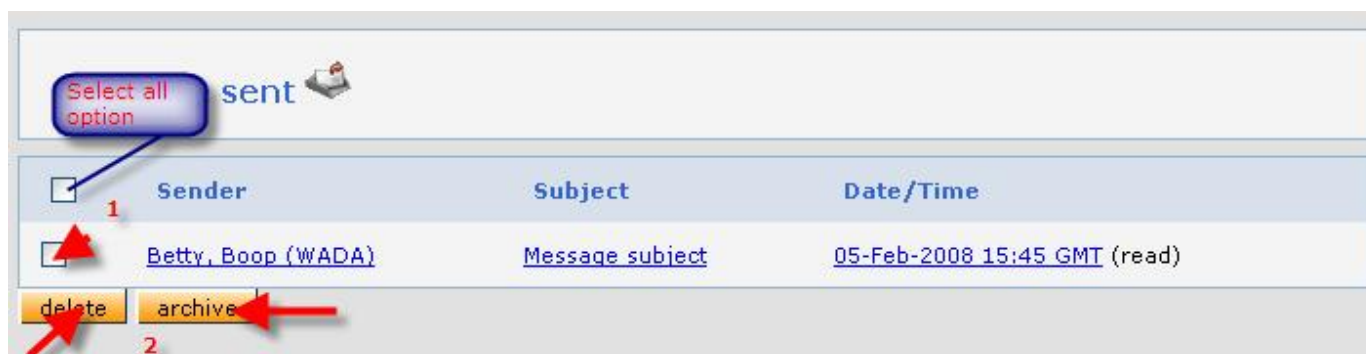 Select all
option
sent
Sender Subject Date/Time
1
Betty, Boop (WADA) Message subject 05-Feb-2008 15:45 GMT (read)
delete archive
2